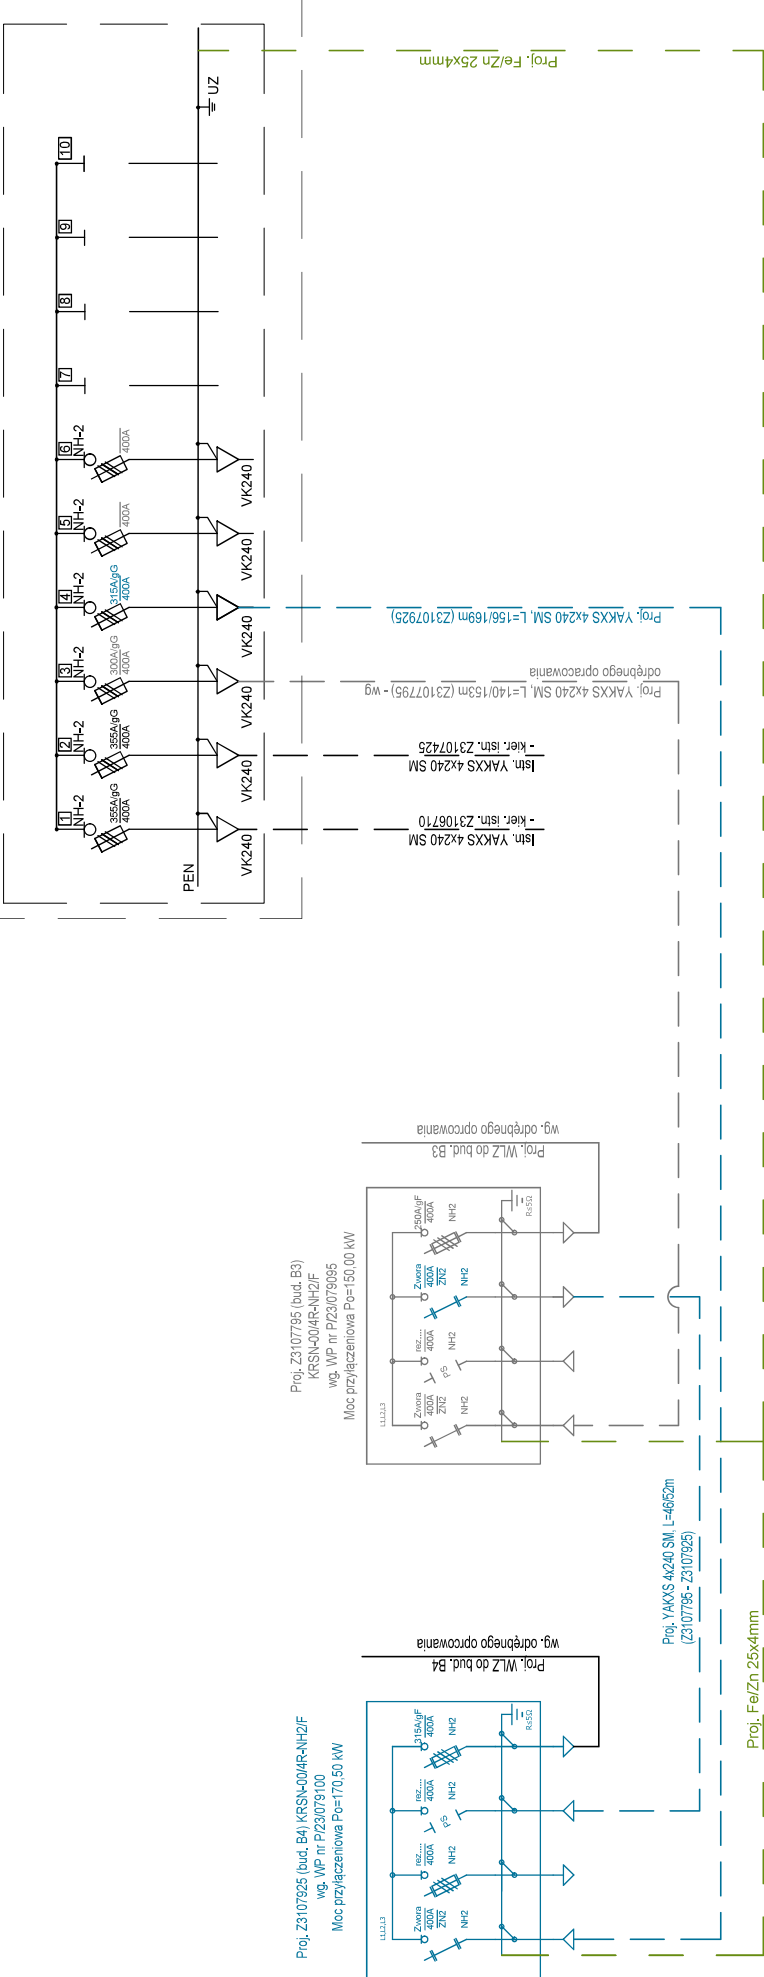 Proj. Fe/Zn 25x4mm
UZ
10
9
8
7
6
NH-2
400A
VK240
5
NH-2
400A
VK240
4
NH-2
315A/gG
400A
VK240
3
NH-2
300A/gG
400A
VK240
2
NH-2
355A/gG
400A
VK240
1
NH-2
355A/gG
400A
VK240
PEN
Proj. YAKXS 4x240 SM, L=156/169m (Z3107925)
Proj. YAKXS 4x240 SM, L=140/153m (Z3107795) - wg
odrębnego opracowania
Istn. YAKXS 4x240 SM
- kier. istn. Z3107425
Istn. YAKXS 4x240 SM
- kier. istn. Z3106710
Proj. WLZ do bud. B3
wg. odrębnego oprcowania
Proj. Z3107795 (bud. B3)
KRSN-00/4R-NH2/F
wg. WP nr P/23/079095
Moc przyłączeniowa Po=150,00 kW
L1,L2,L3
Zwora
400A
ZN2
NH2
rez....
400A
PS
NH2
Zwora
400A
ZN2
NH2
250A/gF
400A
NH2
R≤5Ω
Proj. YAKXS 4x240 SM, L=46/52m
(Z3107795 - Z3107925)
Proj. WLZ do bud. B4
wg. odrębnego oprcowania
Proj. Z3107925 (bud. B4) KRSN-00/4R-NH2/F
wg. WP nr P/23/079100
Moc przyłączeniowa Po=170,50 kW
L1,L2,L3
Zwora
400A
ZN2
NH2
rez....
400A
NH2
rez....
400A
PS
NH2
315A/gF
400A
NH2
R≤5Ω
Proj. Fe/Zn 25x4mm